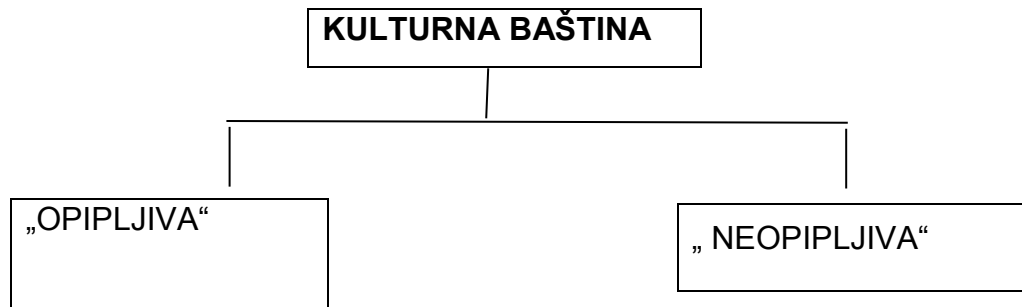 KULTURNA BAŠTINA
„OPIPLJIVA“
„ NEOPIPLJIVA“